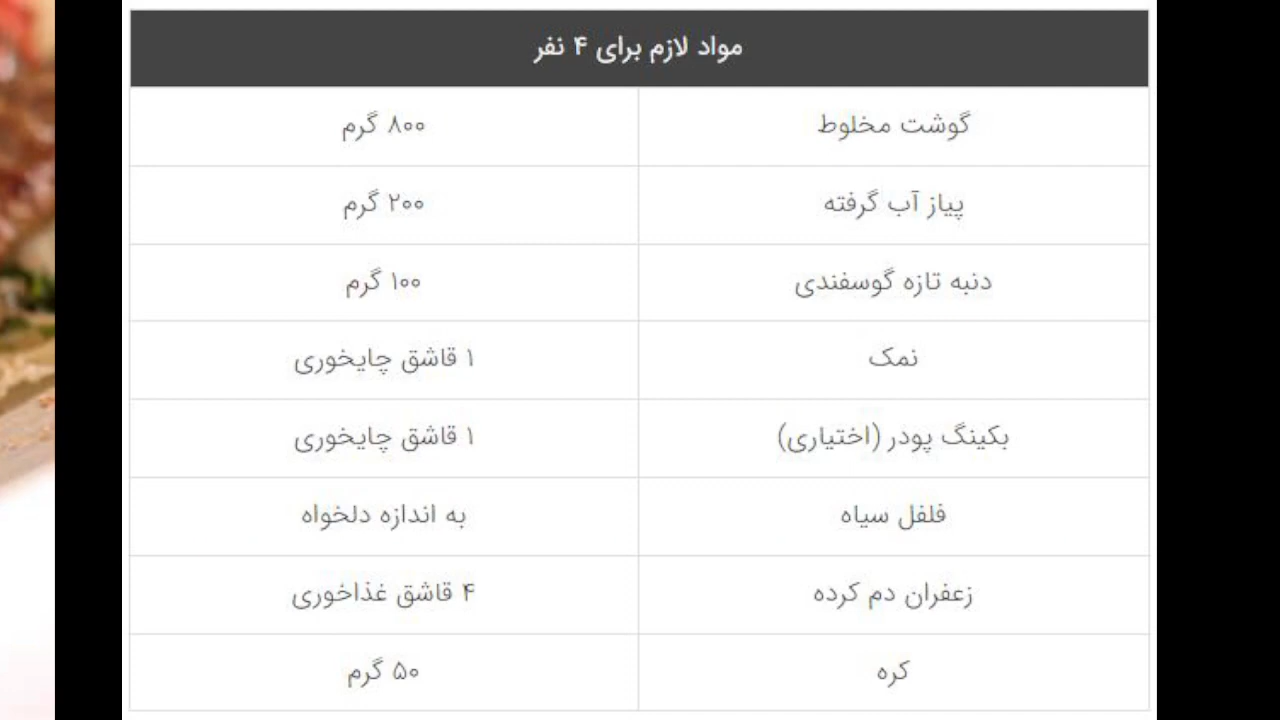 مواد لازم برای ۴ نفر
گوشت مخلوط ۸۰۰ گرم
پیاز آب گرفته ۲۰۰ گرم
دنبه تازه گوسفندی ۱۰۰ گرم
نمک ۱ قاشق چایخوری
بکینگ پودر (اختیاری) ۱ قاشق چایخوری
فلفل سیاه به اندازه دلخواه
زعفران دم کرده ۴ قاشق غذاخوری
کره ۵۰ گرم